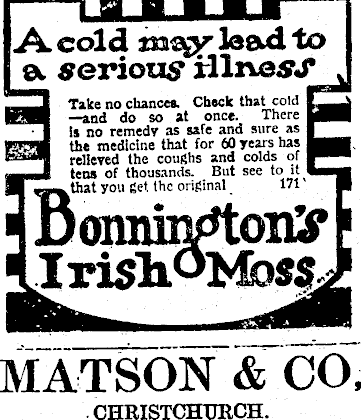 A cold may lead to
a serious illness
Take no chances. Check that cold
—and do so at once. There
is no remedy as safe and sure as
the medicine that for 60 years has
relieved the coughs and colds of
tens of thousands. But see to it
that you get the original 171
Bonnington's
Irish Moss
MATSON & CO,
CHRISTCHURCH.